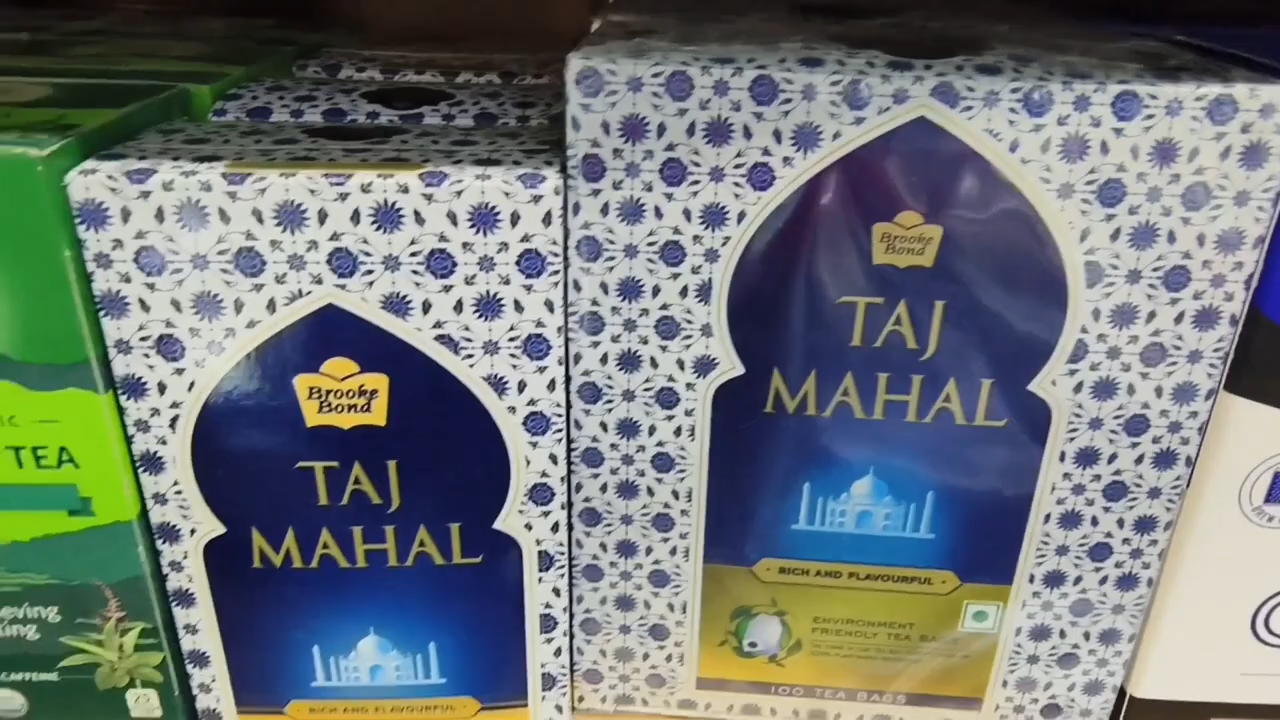 TEA
CAFFEINE
Brooke
Bond
TAJ
MAHAL
RICH AND FLAVOURFUL
Brooke
Bond
TAJ
MAHAL
RICH AND FLAVOURFUL
ENVIRONMENT
FRIENDLY TEA
100 TEA BAGS